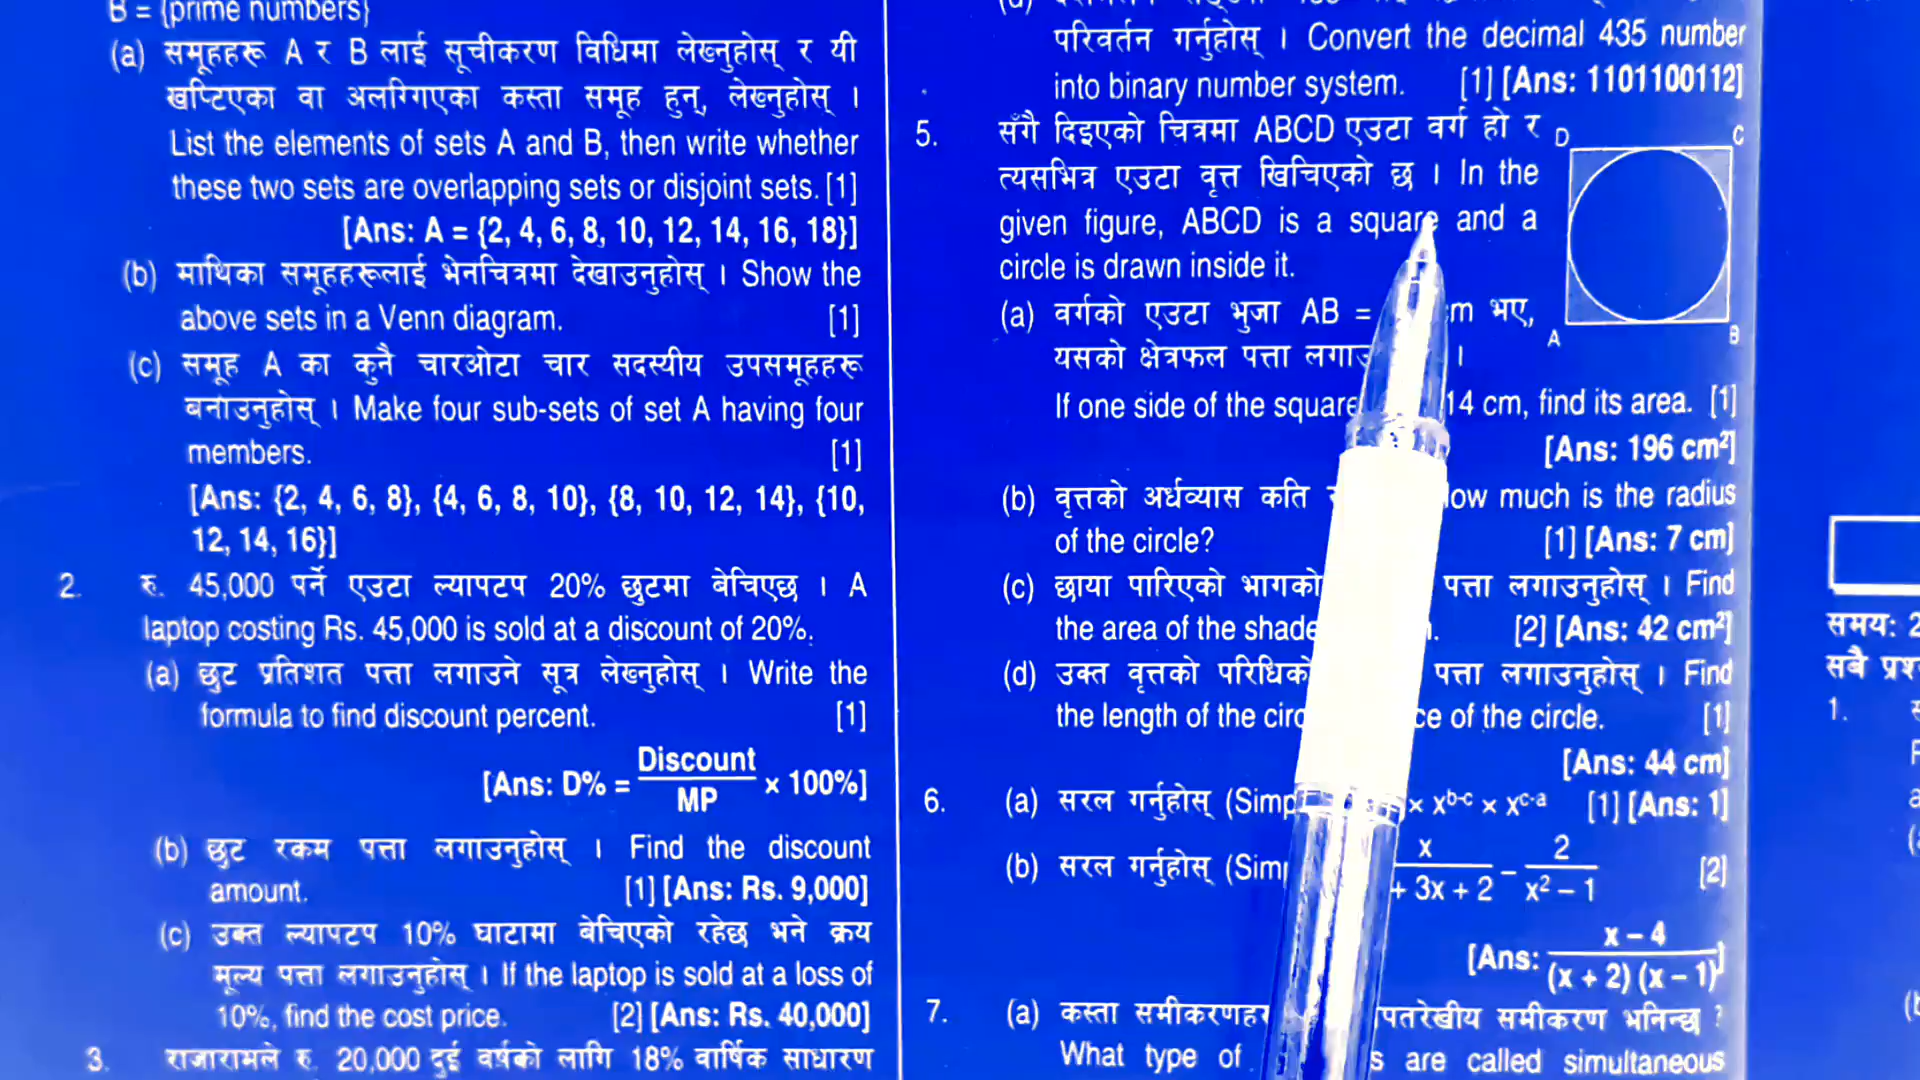 B = {prime numbers}
(a) समूहहरू A र B लाई सूचीकरण विधिमा लेख्नुहोस् र यी
खप्टिएका वा अलग्गिएका कस्ता समूह हुन्, लेख्नुहोस् ।
List the elements of sets A and B, then write whether
these two sets are overlapping sets or disjoint sets. [1]
[Ans: A = {2, 4, 6, 8, 10, 12, 14, 16, 18}]
(b) माथिका समूहहरूलाई भेनचित्रमा देखाउनुहोस् । Show the
above sets in a Venn diagram. [1]
(c) समूह A का कुनै चारओटा चार सदस्यीय उपसमूहहरू
बनाउनुहोस् । Make four sub-sets of set A having four
members. [1]
[Ans: {2, 4, 6, 8}, {4, 6, 8, 10}, {8, 10, 12, 14}, {10,
12, 14, 16}]
2. रु. 45,000 पर्ने एउटा ल्यापटप 20% छुटमा बेचिएछ । A
laptop costing Rs. 45,000 is sold at a discount of 20%.
(a) छुट प्रतिशत पत्ता लगाउने सूत्र लेख्नुहोस् । Write the
formula to find discount percent. [1]
[Ans: D% = Discount/MP × 100%]
(b) छुट रकम पत्ता लगाउनुहोस् । Find the discount
amount. [1] [Ans: Rs. 9,000]
(c) उक्त ल्यापटप 10% घाटामा बेचिएको रहेछ भने क्रय
मूल्य पत्ता लगाउनुहोस् । If the laptop is sold at a loss of
10%, find the cost price. [2] [Ans: Rs. 40,000]
3. राजारामले रु. 20,000 दुई वर्षको लागि 18% वार्षिक साधारण
परिवर्तन गर्नुहोस् । Convert the decimal 435 number
into binary number system. [1] [Ans: 1101100112]
5. सँगै दिइएको चित्रमा ABCD एउटा वर्ग हो र
त्यसभित्र एउटा वृत्त खिचिएको छ । In the
given figure, ABCD is a square and a
circle is drawn inside it.
D C
A B
(a) वर्गको एउटा भुजा AB = cm भए,
यसको क्षेत्रफल पत्ता ।
If one side of the square 14 cm, find its area. [1]
[Ans: 196 cm²]
(b) वृत्तको अर्धव्यास कति much is the radius
of the circle? [1] [Ans: 7 cm]
(c) छाया पारिएको भागको पत्ता लगाउनुहोस् । Find
the area of the [2] [Ans: 42 cm²]
(d) उक्त वृत्तको परिधिको पत्ता लगाउनुहोस् । Find
the length of the of the circle. [1]
[Ans: 44 cm]
6. (a) सरल गर्नुहोस् × x^b-c × x^c-a [1] [Ans: 1]
(b) सरल गर्नुहोस् x/+ 3x + 2 − 2/x² − 1 [2]
[Ans: x − 4/(x + 2) (x − 1)]
7. (a) कस्ता समीकरण भनिन्छ ?
What type of are called simultaneous
समय: 2
सबै
1.